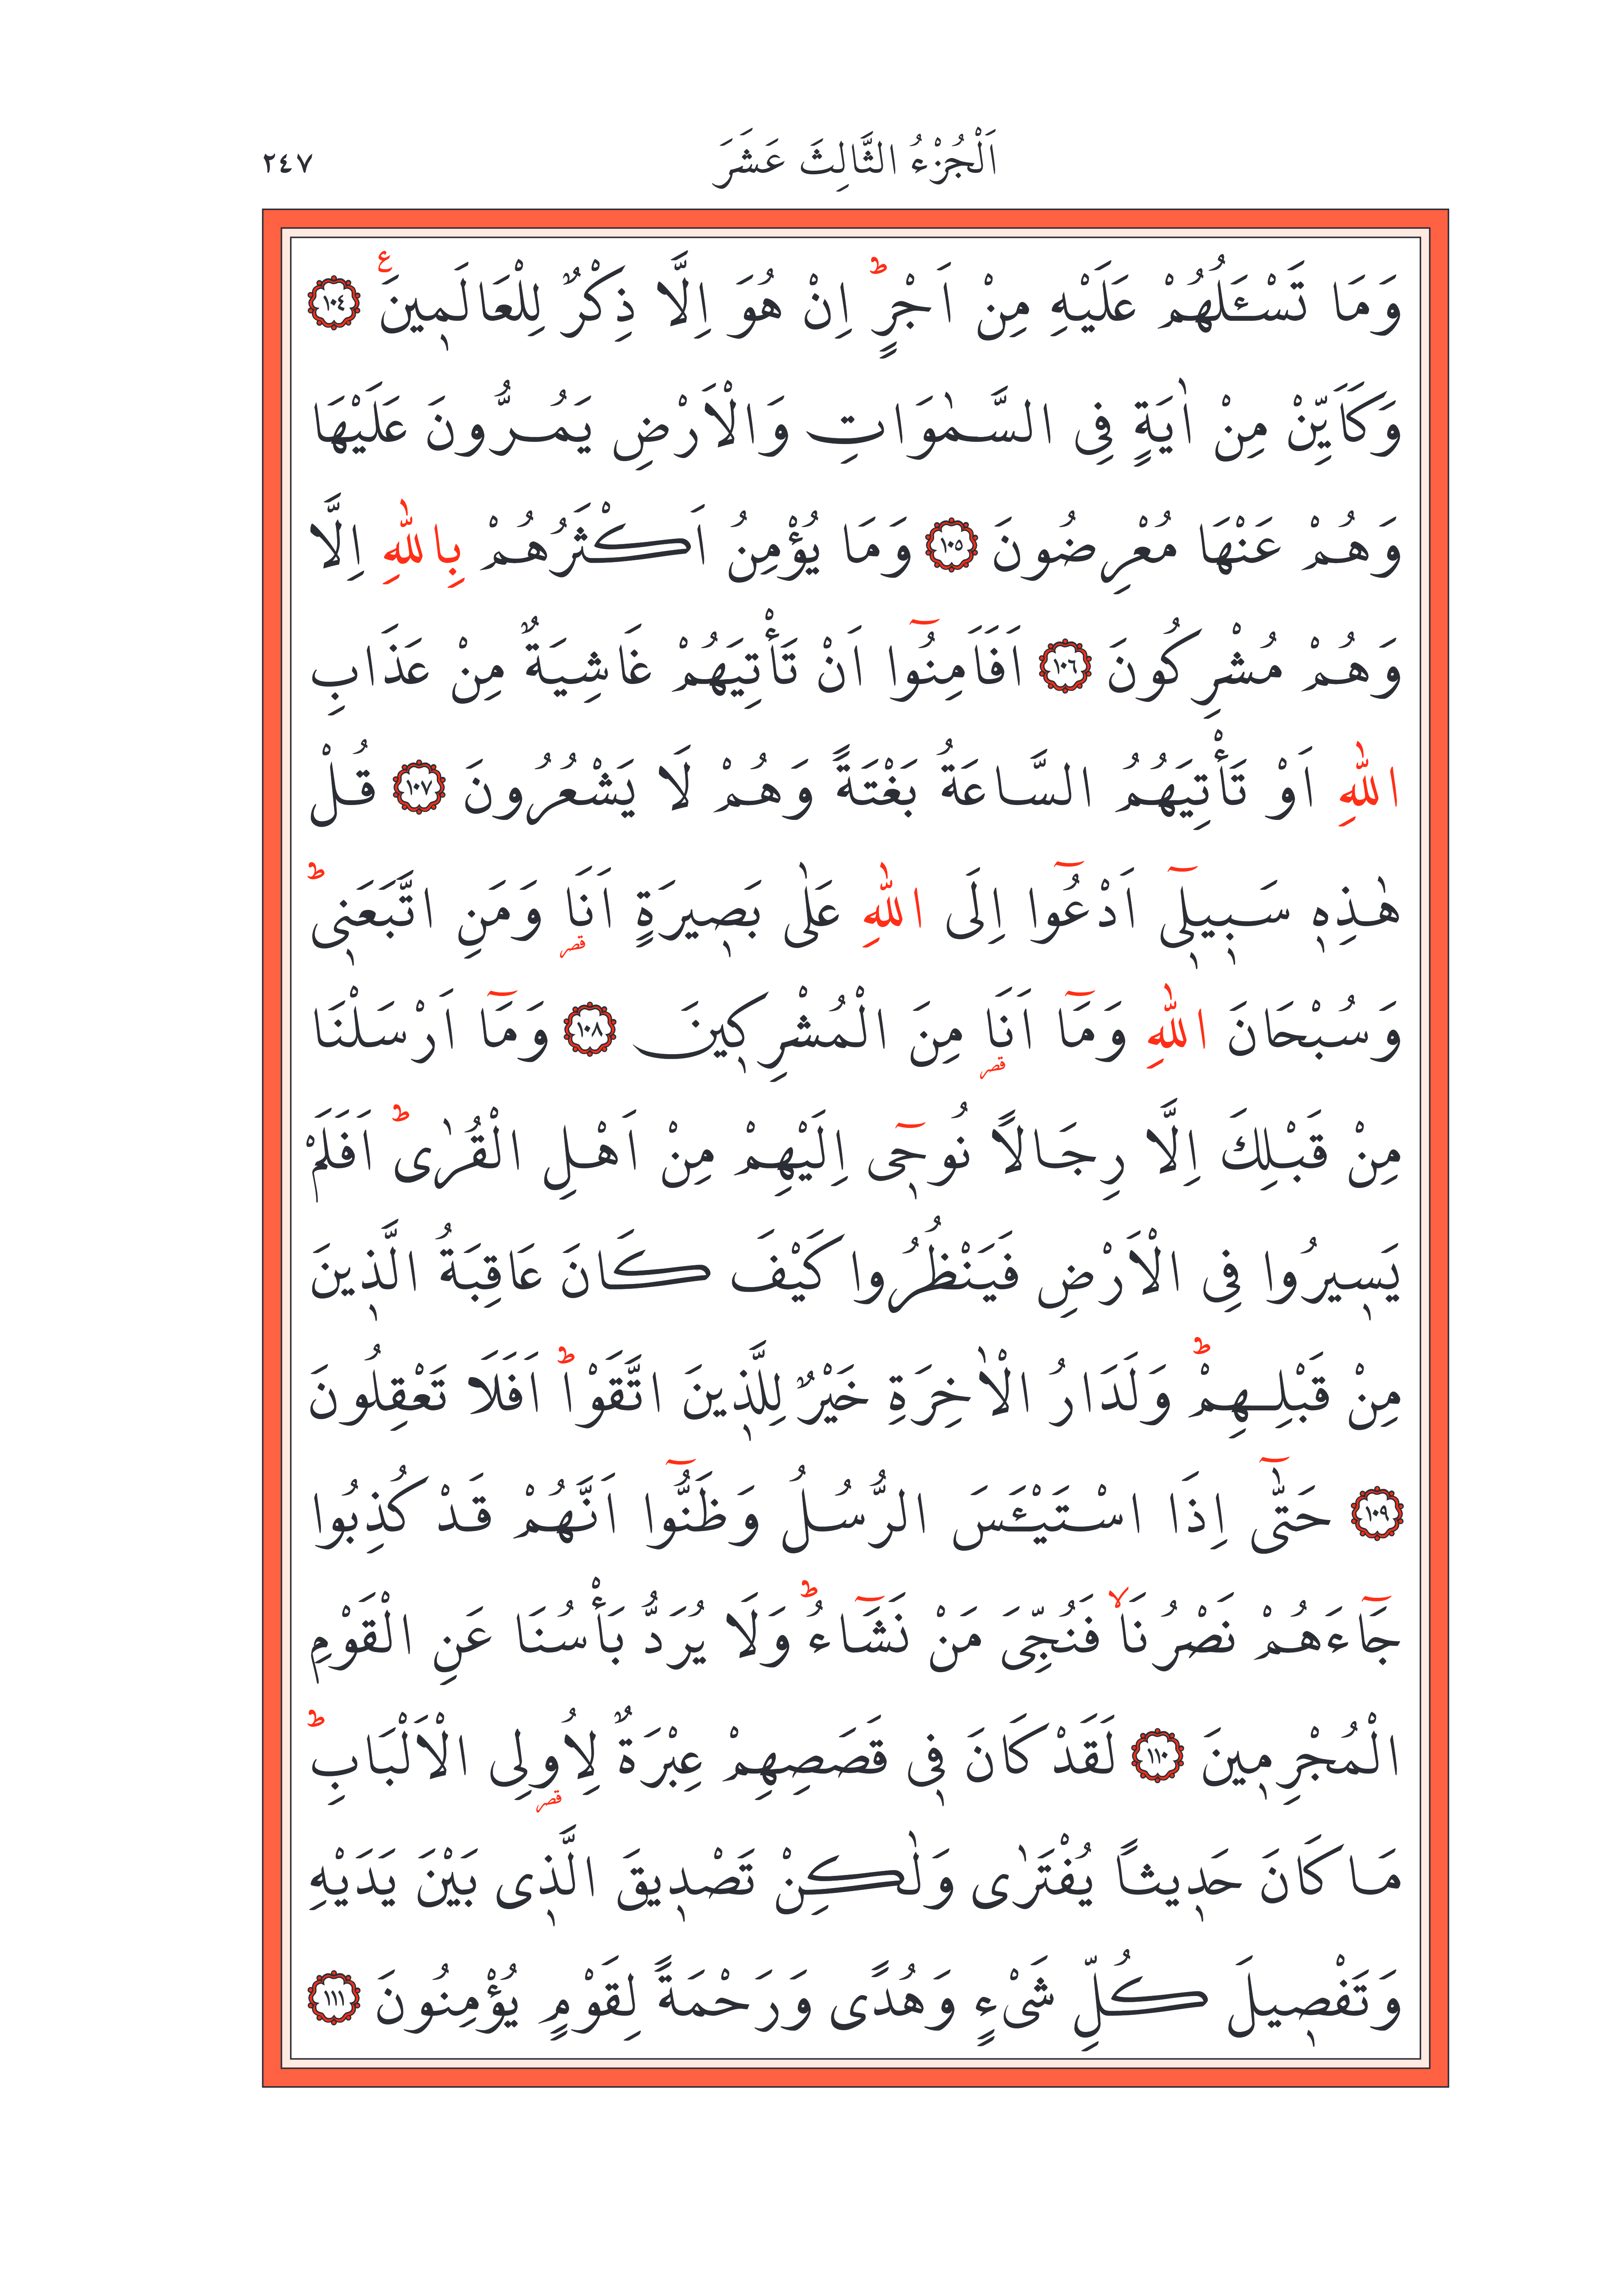 اَلْجُزْءُ الثَّالِثَ عَشَرَ
٢٤٧
وَمَا تَسْـَٔلُهُمْ عَلَيْهِ مِنْ اَجْرٍۜ اِنْ هُوَ اِلَّا ذِكْرٌ لِلْعَالَم۪ينَ۟ ﴿١٠٤﴾
وَكَاَيِّنْ مِنْ اٰيَةٍ فِى السَّمٰوَاتِ وَالْاَرْضِ يَمُرُّونَ عَلَيْهَا
وَهُمْ عَنْهَا مُعْرِضُونَ ﴿١٠٥﴾ وَمَا يُؤْمِنُ اَكْثَرُهُمْ بِاللّٰهِ اِلَّا
وَهُمْ مُشْرِكُونَ ﴿١٠٦﴾ اَفَاَمِنُٓوا اَنْ تَأْتِيَهُمْ غَاشِيَةٌ مِنْ عَذَابِ
اللّٰهِ اَوْ تَأْتِيَهُمُ السَّاعَةُ بَغْتَةً وَهُمْ لَا يَشْعُرُونَ ﴿١٠٧﴾ قُلْ
هٰذِه۪ سَب۪يل۪ٓى اَدْعُٓوا اِلَى اللّٰهِ عَلٰى بَص۪يرَةٍ اَنَا۬ وَمَنِ اتَّبَعَن۪ىۜ
وَسُبْحَانَ اللّٰهِ وَمَٓا اَنَا۬ مِنَ الْمُشْرِك۪ينَ ﴿١٠٨﴾ وَمَٓا اَرْسَلْنَا
مِنْ قَبْلِكَ اِلَّا رِجَالًا نُوح۪ٓى اِلَيْهِمْ مِنْ اَهْلِ الْقُرٰىۜ اَفَلَمْ
يَس۪يرُوا فِى الْاَرْضِ فَيَنْظُرُوا كَيْفَ كَانَ عَاقِبَةُ الَّذ۪ينَ
مِنْ قَبْلِهِمْۜ وَلَدَارُ الْاٰخِرَةِ خَيْرٌ لِلَّذ۪ينَ اتَّقَوْاۜ اَفَلَا تَعْقِلُونَ
﴿١٠٩﴾ حَتّٰٓى اِذَا اسْتَيْـَٔسَ الرُّسُلُ وَظَنُّٓوا اَنَّهُمْ قَدْ كُذِبُوا
جَٓاءَهُمْ نَصْرُنَاۙ فَنُجِّىَ مَنْ نَشَٓاءُۜ وَلَا يُرَدُّ بَأْسُنَا عَنِ الْقَوْمِ
الْمُجْرِم۪ينَ ﴿١١٠﴾ لَقَدْ كَانَ ف۪ى قَصَصِهِمْ عِبْرَةٌ لِاُو۬لِى الْاَلْبَابِۜ
مَا كَانَ حَد۪يثًا يُفْتَرٰى وَلٰكِنْ تَصْد۪يقَ الَّذ۪ى بَيْنَ يَدَيْهِ
وَتَفْص۪يلَ كُلِّ شَىْءٍ وَهُدًى وَرَحْمَةً لِقَوْمٍ يُؤْمِنُونَ ﴿١١١﴾